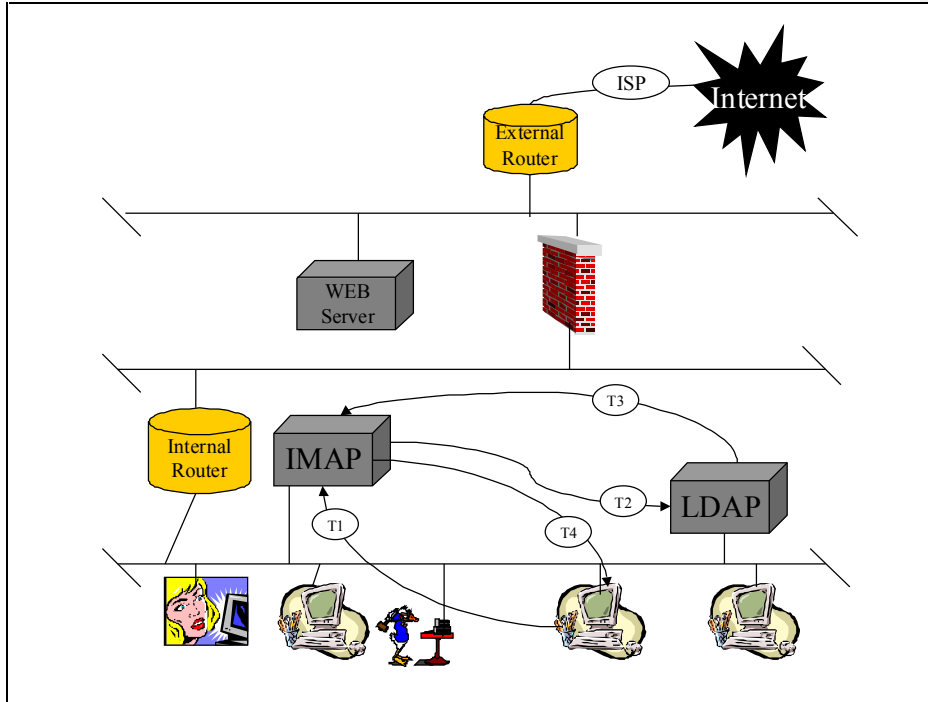 ISP
Internet
External
Router
WEB
Server
T3
Internal
Router
IMAP
T2
LDAP
T1
T4